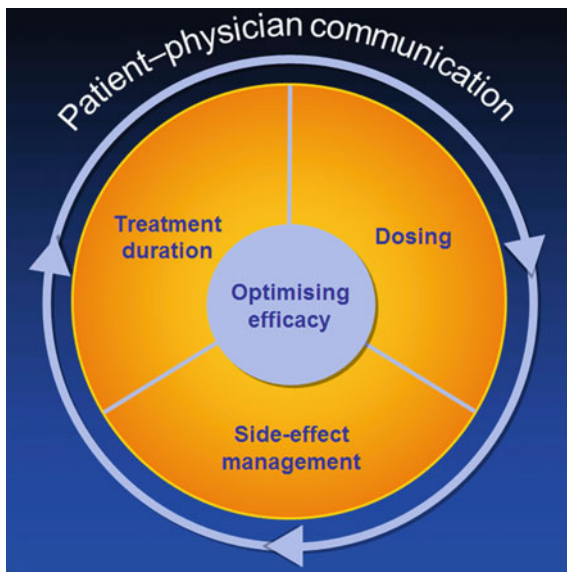 Patient–physician communication
Treatment
duration
Dosing
Optimising
efficacy
Side-effect
management